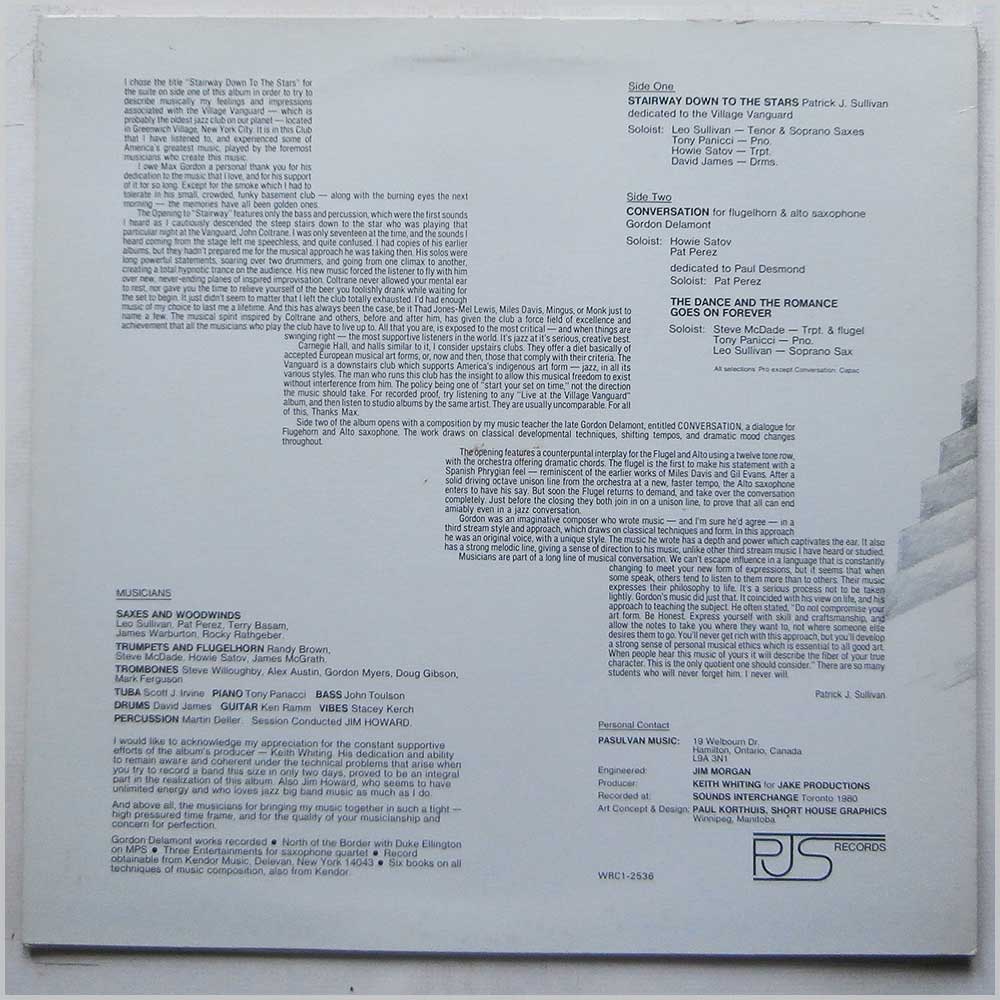 I chose the title "Stairway Down To The Stars" for
the suite on side one of this album in order to try to
describe musically my feelings and impressions
associated with the Village Vanguard — which is
probably the oldest jazz club on our planet — located
in Greenwich Village, New York City. It is in this Club
that I have listened to, and experienced some of
America's greatest music, played by the foremost
musicians who create this music.
I owe Max Gordon a personal thank you for his
dedication to the music that I love, and for his support
of it for so long. Except for the smoke which I had to
tolerate in his small, crowded, funky basement club — along with the burning eyes the next
morning — the memories have all been golden ones.
The Opening to "Stairway" features only the bass and percussion, which were the first sounds
I heard as I cautiously descended the steep stairs down to the star who was playing that
particular night at the Vanguard, John Coltrane. I was only seventeen at the time, and the sounds I
heard coming from the stage left me speechless, and quite confused. I had copies of his earlier
albums, but they hadn't prepared me for the musical approach he was taking then. His solos were
long powerful statements, soaring over two drummers, and going from one climax to another,
creating a total hypnotic trance on the audience. His new music forced the listener to fly with him
over new, never-ending planes of inspired improvisation. Coltrane never allowed your mental ear
to rest, nor gave you the time to relieve yourself of the beer you foolishly drank while waiting for
the set to begin. It just didn't seem to matter that I left the club totally exhausted. I'd had enough
music of my choice to last me a lifetime. And this has always been the case, be it Thad Jones-Mel Lewis, Miles Davis, Mingus, or Monk just to
name a few. The musical spirit inspired by Coltrane and others, before and after him, has given the club a force field of excellence and
achievement that all the musicians who play the club have to live up to. All that you are, is exposed to the most critical — and when things are
swinging right — the most supportive listeners in the world. It's jazz at it's serious, creative best.
Carnegie Hall, and halls similar to it, I consider upstairs clubs. They offer a diet basically of
accepted European musical art forms, or, now and then, those that comply with their criteria. The
Vanguard is a downstairs club which supports America's indigenous art form — jazz, in all its
various styles. The man who runs this club has the insight to allow this musical freedom to exist
without interference from him. The policy being one of "start your set on time," not the direction
the music should take. For recorded proof, try listening to any "Live at the Village Vanguard"
album, and then listen to studio albums by the same artist. They are usually uncomparable. For all
of this, Thanks Max.
Side two of the album opens with a composition by my music teacher the late Gordon Delamont, entitled CONVERSATION, a dialogue for
Flugehorn and Alto saxophone. The work draws on classical developmental techniques, shifting tempos, and dramatic mood changes
throughout.
The opening features a counterpuntal interplay for the Flugel and Alto using a twelve tone row,
with the orchestra offering dramatic chords. The flugel is the first to make his statement with a
Spanish Phrygian feel — reminiscent of the earlier works of Miles Davis and Gil Evans. After a
solid driving octave unison line from the orchestra at a new, faster tempo, the Alto saxophone
enters to have his say. But soon the Flugel returns to demand, and take over the conversation
completely. Just before the closing they both join in on a unison line, to prove that all can end
amiably even in a jazz conversation.
Gordon was an imaginative composer who wrote music — and I'm sure he'd agree — in a
third stream style and approach, which draws on classical techniques and form. In this approach
he was an original voice, with a unique style. The music he wrote has a depth and power which captivates the ear. It also
has a strong melodic line, giving a sense of direction to his music, unlike other third stream music I have heard or studied.
Musicians are part of a long line of musical conversation. We can't escape influence in a language that is constantly
changing to meet your new form of expressions, but it seems that when
some speak, others tend to listen to them more than to others. Their music
expresses their philosophy to life. It's a serious process not to be taken
lightly. Gordon's music did just that. It coincided with his view on life, and his
approach to teaching the subject. He often stated, "Do not compromise your
art form. Be Honest. Express yourself with skill and craftsmanship, and
allow the notes to take you where they want to, not where someone else
desires them to go. You'll never get rich with this approach, but you'll develop
a strong sense of personal musical ethics which is essential to all good art.
When people hear this music of yours it will describe the fiber of your true
character. This is the only quotient one should consider." There are so many
students who will never forget him. I never will.
Patrick J. Sullivan
Side One
STAIRWAY DOWN TO THE STARS Patrick J. Sullivan
dedicated to the Village Vanguard
Soloist: Leo Sullivan — Tenor & Soprano Saxes
Tony Panicci — Pno.
Howie Satov — Trpt.
David James — Drms.
Side Two
CONVERSATION for flugelhorn & alto saxophone
Gordon Delamont
Soloist: Howie Satov
Pat Perez
dedicated to Paul Desmond
Soloist: Pat Perez
THE DANCE AND THE ROMANCE
GOES ON FOREVER
Soloist: Steve McDade — Trpt. & flugel
Tony Panicci — Pno.
Leo Sullivan — Soprano Sax
All selections Pro except Conversation: Capac
MUSICIANS
SAXES AND WOODWINDS
Leo Sullivan, Pat Perez, Terry Basam,
James Warburton, Rocky Rathgeber.
TRUMPETS AND FLUGELHORN Randy Brown,
Steve McDade, Howie Satov, James McGrath.
TROMBONES Steve Willoughby, Alex Austin, Gordon Myers, Doug Gibson,
Mark Ferguson
TUBA Scott J. Irvine PIANO Tony Panacci BASS John Toulson
DRUMS David James GUITAR Ken Ramm VIBES Stacey Kerch
PERCUSSION Martin Deller. Session Conducted JIM HOWARD.
I would like to acknowledge my appreciation for the constant supportive
efforts of the album's producer — Keith Whiting. His dedication and ability
to remain aware and coherent under the technical problems that arise when
you try to record a band this size in only two days, proved to be an integral
part in the realization of this album. Also Jim Howard, who seems to have
unlimited energy and who loves jazz big band music as much as I do.
And above all, the musicians for bringing my music together in such a tight —
high pressured time frame, and for the quality of your musicianship and
concern for perfection.
Gordon Delamont works recorded ● North of the Border with Duke Ellington
on MPS ● Three Entertainments for saxophone quartet ● Record
obtainable from Kendor Music, Delevan, New York 14043 ● Six books on all
techniques of music composition, also from Kendor.
Personal Contact
PASULVAN MUSIC: 19 Welbourn Dr.
Hamilton, Ontario, Canada
L9A 3N1
Engineered: JIM MORGAN
Producer: KEITH WHITING for JAKE PRODUCTIONS
Recorded at: SOUNDS INTERCHANGE Toronto 1980
Art Concept & Design: PAUL KORTHUIS, SHORT HOUSE GRAPHICS
Winnipeg, Manitoba
PJS RECORDS
WRC1-2536